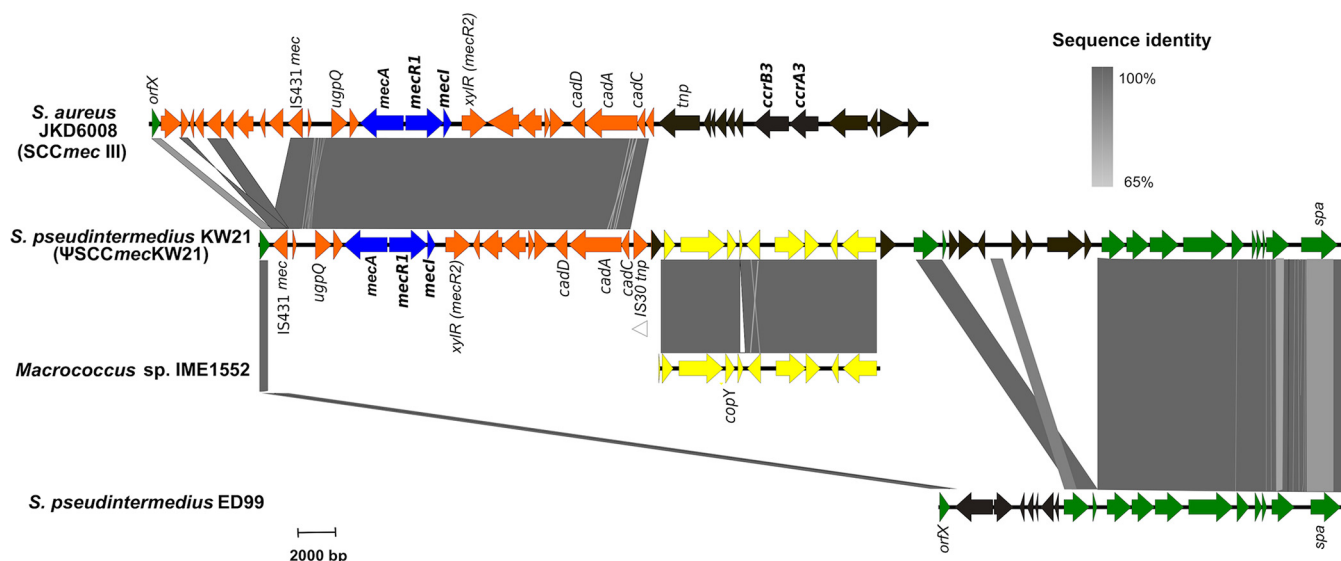 Sequence identity
100%
65%
orfX
IS431 mec
ugpQ
mecA
mecR1
mecI
xylR (mecR2)
cadD
cadA
cadC
tnp
ccrB3
ccrA3
S. aureus
JKD6008
(SCCmec III)
S. pseudintermedius KW21
(ΨSCCmecKW21)
spa
IS431 mec
ugpQ
mecA
mecR1
mecI
xylR (mecR2)
cadD
cadA
cadC
△ IS30 tnp
Macrococcus sp. IME1552
copY
S. pseudintermedius ED99
orfX
spa
2000 bp